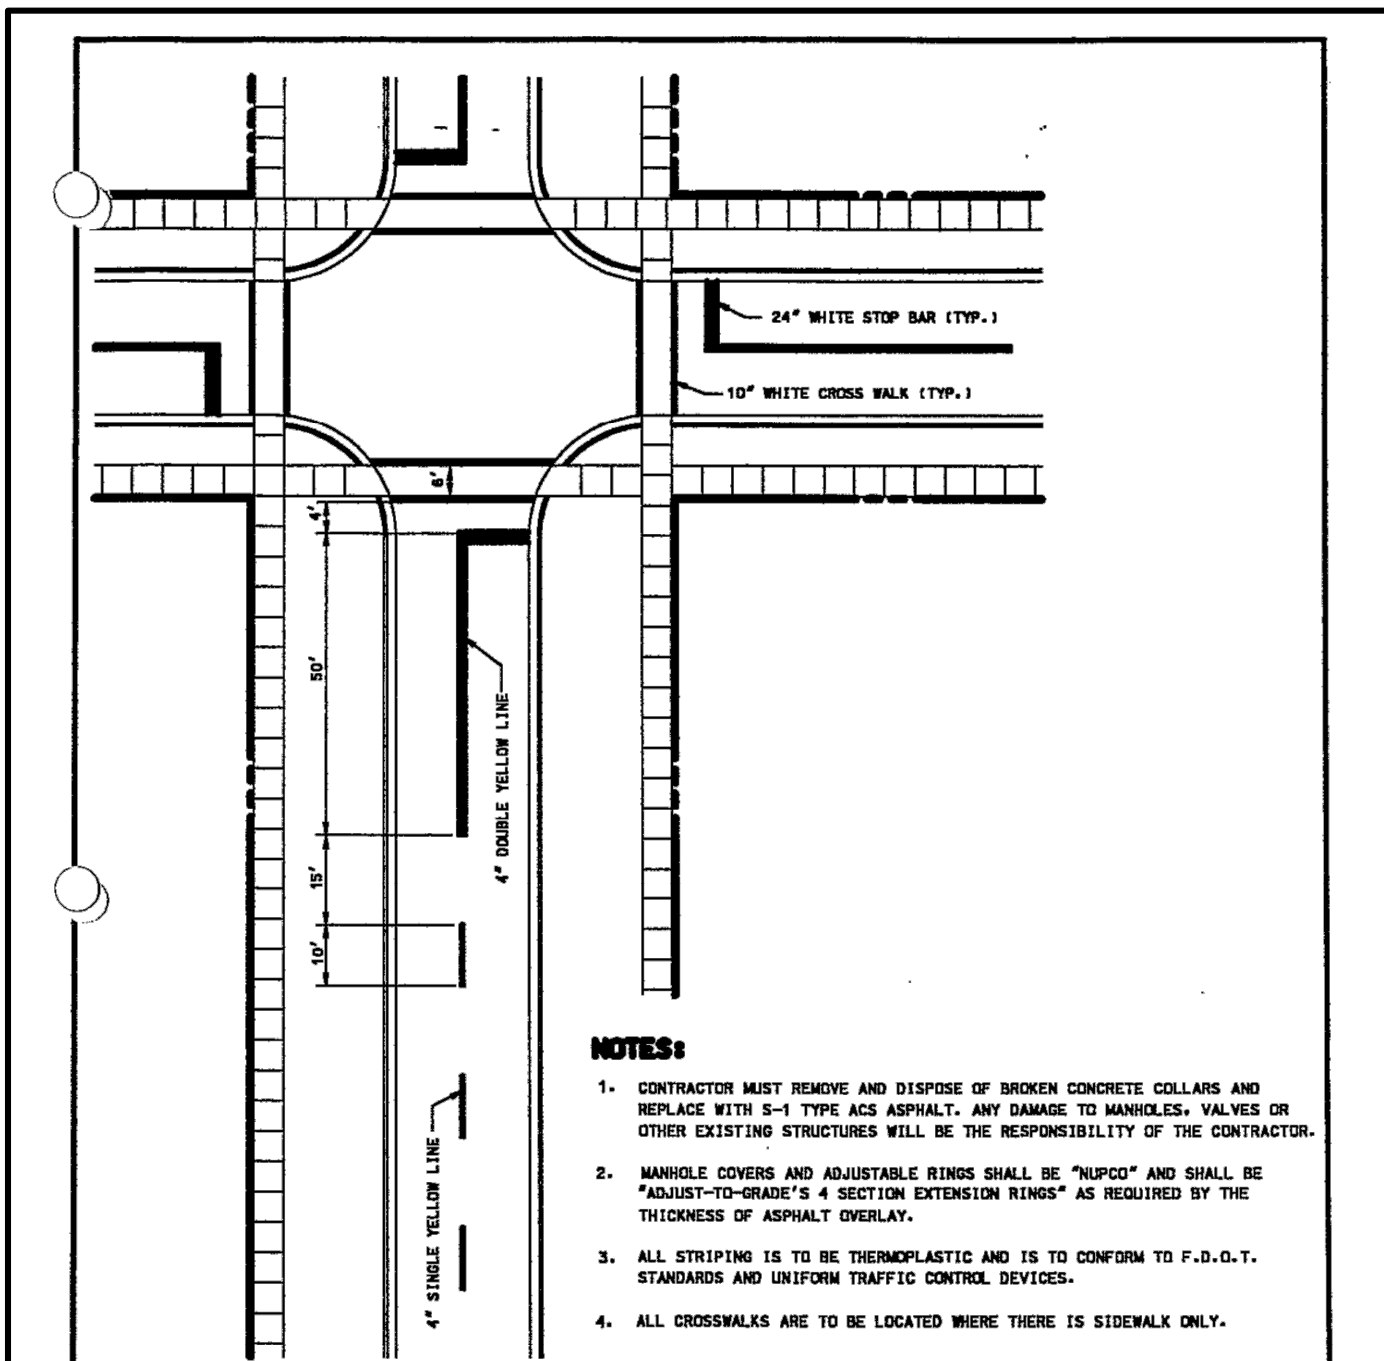 24" WHITE STOP BAR (TYP.)
10" WHITE CROSS WALK (TYP.)
6'
4'
50'
4" DOUBLE YELLOW LINE
15'
10'
4" SINGLE YELLOW LINE
NOTES:
1. CONTRACTOR MUST REMOVE AND DISPOSE OF BROKEN CONCRETE COLLARS AND
REPLACE WITH S-1 TYPE ACS ASPHALT. ANY DAMAGE TO MANHOLES, VALVES OR
OTHER EXISTING STRUCTURES WILL BE THE RESPONSIBILITY OF THE CONTRACTOR.
2. MANHOLE COVERS AND ADJUSTABLE RINGS SHALL BE "NUPCO" AND SHALL BE
"ADJUST-TO-GRADE'S 4 SECTION EXTENSION RINGS" AS REQUIRED BY THE
THICKNESS OF ASPHALT OVERLAY.
3. ALL STRIPING IS TO BE THERMOPLASTIC AND IS TO CONFORM TO F.D.O.T.
STANDARDS AND UNIFORM TRAFFIC CONTROL DEVICES.
4. ALL CROSSWALKS ARE TO BE LOCATED WHERE THERE IS SIDEWALK ONLY.